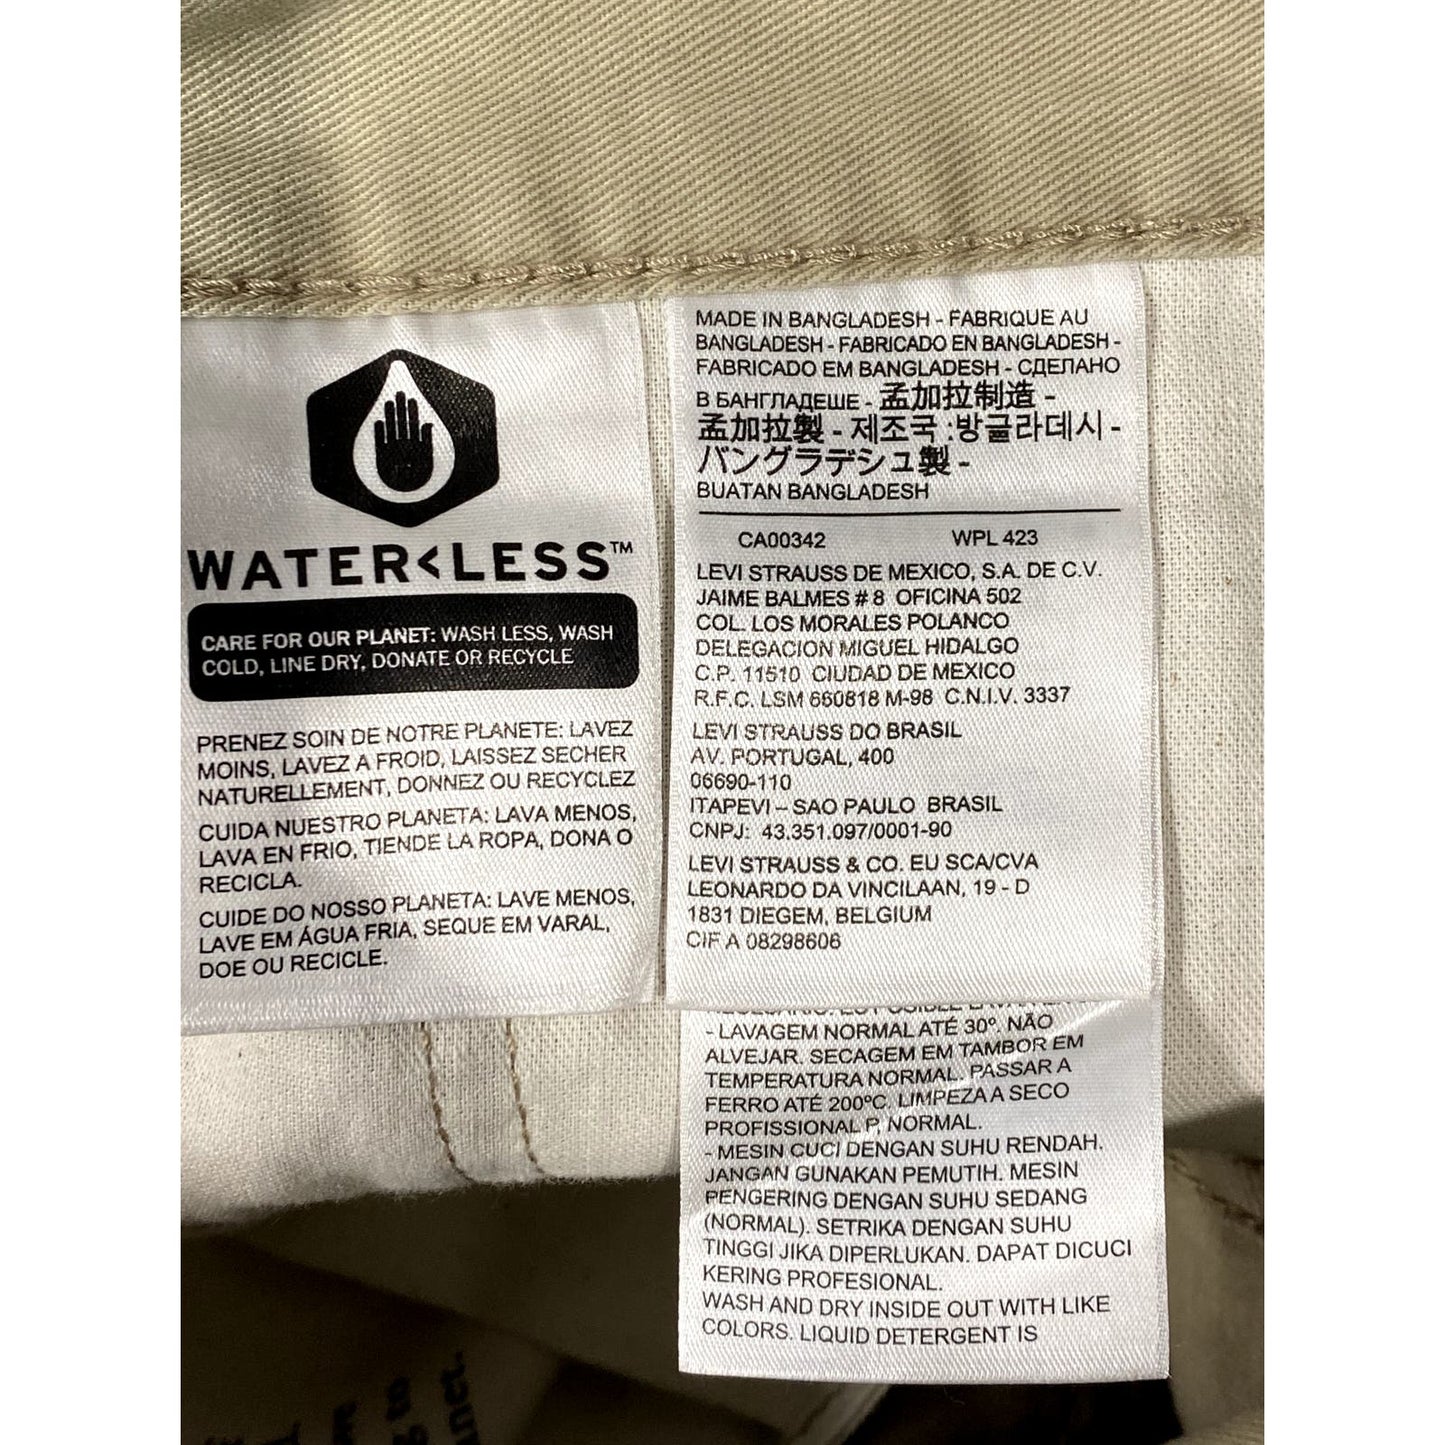 WATER<LESS™
CARE FOR OUR PLANET: WASH LESS, WASH
COLD, LINE DRY, DONATE OR RECYCLE
PRENEZ SOIN DE NOTRE PLANETE: LAVEZ
MOINS, LAVEZ A FROID, LAISSEZ SECHER
NATURELLEMENT, DONNEZ OU RECYCLEZ
CUIDA NUESTRO PLANETA: LAVA MENOS,
LAVA EN FRIO, TIENDE LA ROPA, DONA O
RECICLA.
CUIDE DO NOSSO PLANETA: LAVE MENOS,
LAVE EM ÁGUA FRIA, SEQUE EM VARAL,
DOE OU RECICLE.
MADE IN BANGLADESH - FABRIQUE AU
BANGLADESH - FABRICADO EN BANGLADESH -
FABRICADO EM BANGLADESH - СДЕЛАНО
В БАНГЛАДЕШЕ - 孟加拉制造 -
孟加拉製 - 제조국 :방글라데시 -
バングラデシュ製 -
BUATAN BANGLADESH
CA00342 WPL 423
LEVI STRAUSS DE MEXICO, S.A. DE C.V.
JAIME BALMES # 8 OFICINA 502
COL. LOS MORALES POLANCO
DELEGACION MIGUEL HIDALGO
C.P. 11510 CIUDAD DE MEXICO
R.F.C. LSM 660818 M-98 C.N.I.V. 3337
LEVI STRAUSS DO BRASIL
AV. PORTUGAL, 400
06690-110
ITAPEVI – SAO PAULO BRASIL
CNPJ: 43.351.097/0001-90
LEVI STRAUSS & CO. EU SCA/CVA
LEONARDO DA VINCILAAN, 19 - D
1831 DIEGEM, BELGIUM
CIF A 08298606
- LAVAGEM NORMAL ATÉ 30º. NÃO
ALVEJAR. SECAGEM EM TAMBOR EM
TEMPERATURA NORMAL. PASSAR A
FERRO ATÉ 200ºC. LIMPEZA A SECO
PROFISSIONAL P, NORMAL.
- MESIN CUCI DENGAN SUHU RENDAH.
JANGAN GUNAKAN PEMUTIH. MESIN
PENGERING DENGAN SUHU SEDANG
(NORMAL). SETRIKA DENGAN SUHU
TINGGI JIKA DIPERLUKAN. DAPAT DICUCI
KERING PROFESIONAL.
WASH AND DRY INSIDE OUT WITH LIKE
COLORS. LIQUID DETERGENT IS